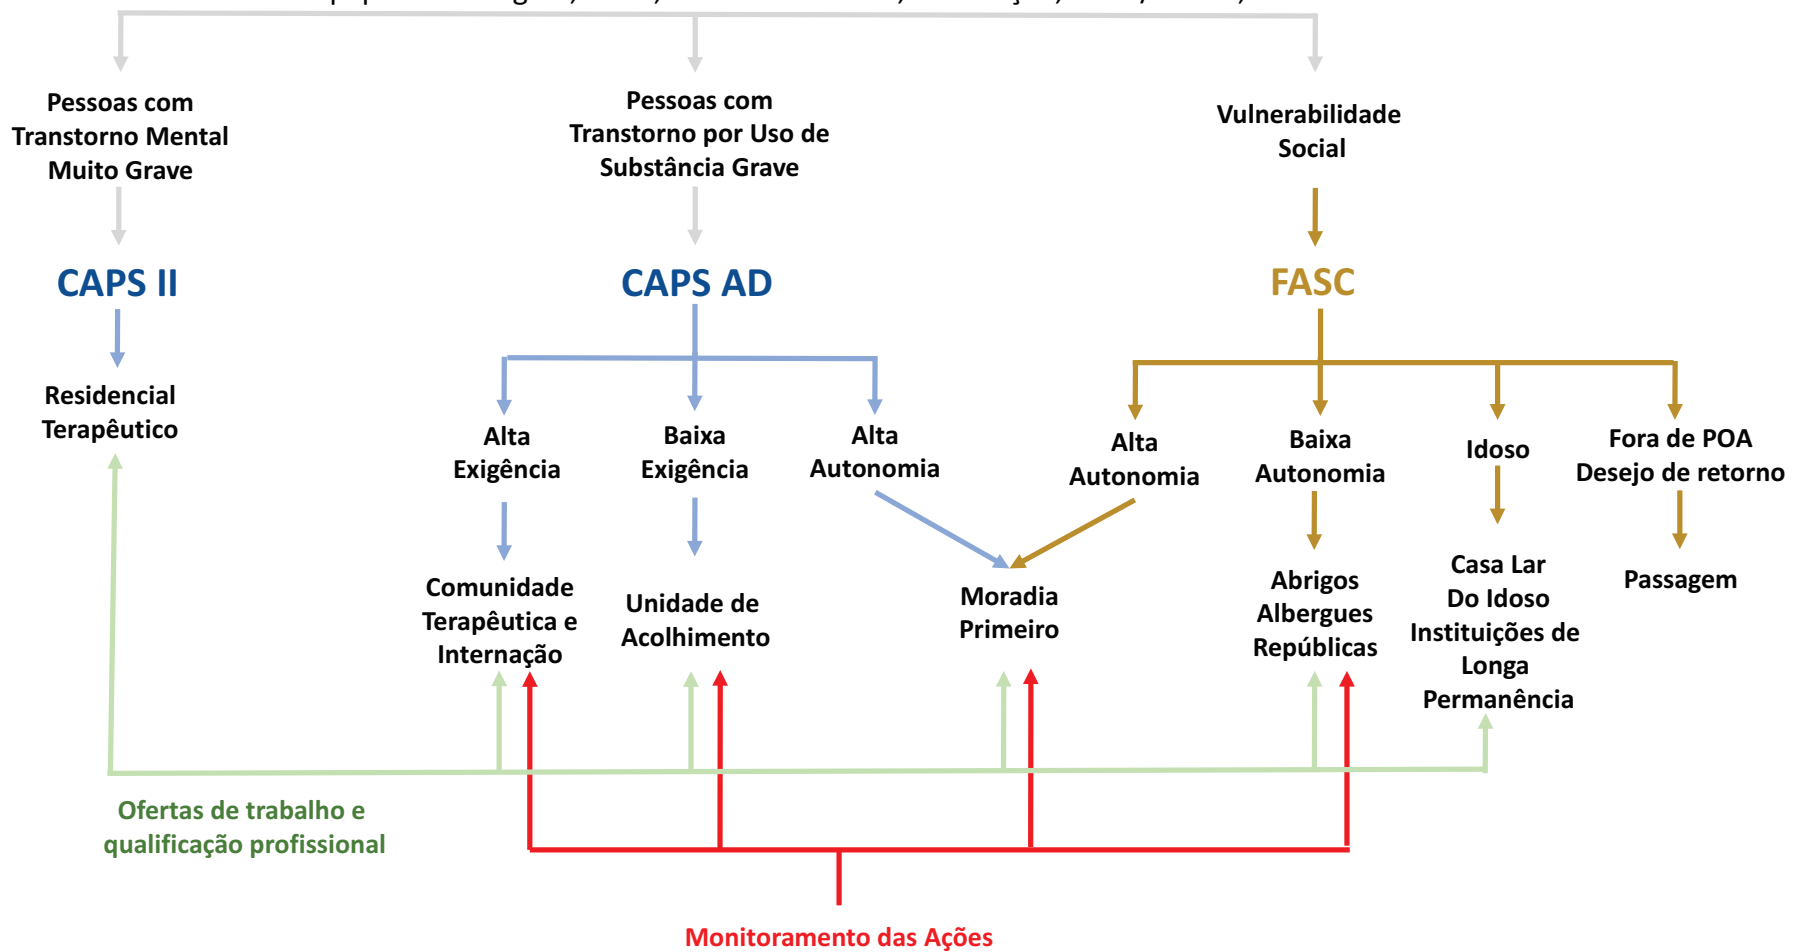 Pessoas com
Transtorno Mental
Muito Grave
Pessoas com
Transtorno por Uso de
Substância Grave
Vulnerabilidade
Social
CAPS II
CAPS AD
FASC
Residencial
Terapêutico
Alta
Exigência
Baixa
Exigência
Alta
Autonomia
Alta
Autonomia
Baixa
Autonomia
Idoso
Fora de POA
Desejo de retorno
Comunidade
Terapêutica e
Internação
Unidade de
Acolhimento
Moradia
Primeiro
Abrigos
Albergues
Repúblicas
Casa Lar
Do Idoso
Instituições de
Longa
Permanência
Passagem
Ofertas de trabalho e
qualificação profissional
Monitoramento das Ações